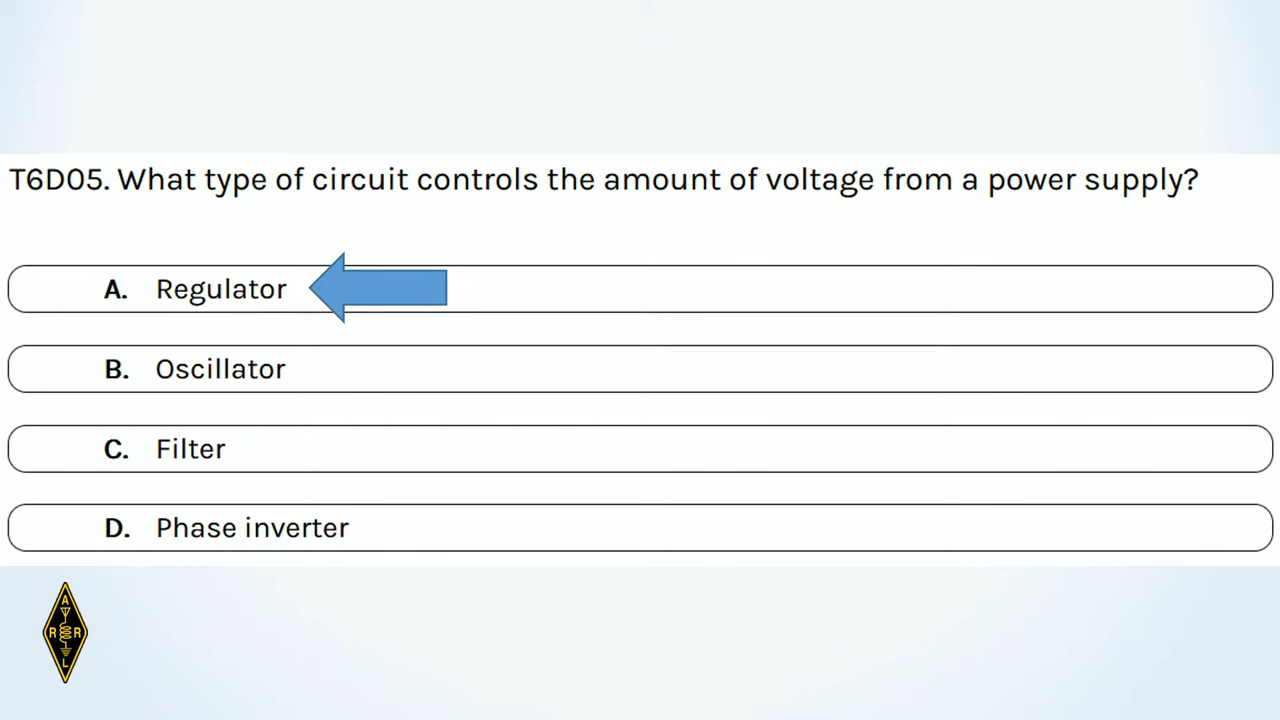 T6D05. What type of circuit controls the amount of voltage from a power supply?
A. Regulator
B. Oscillator
C. Filter
D. Phase inverter
A
R R
L